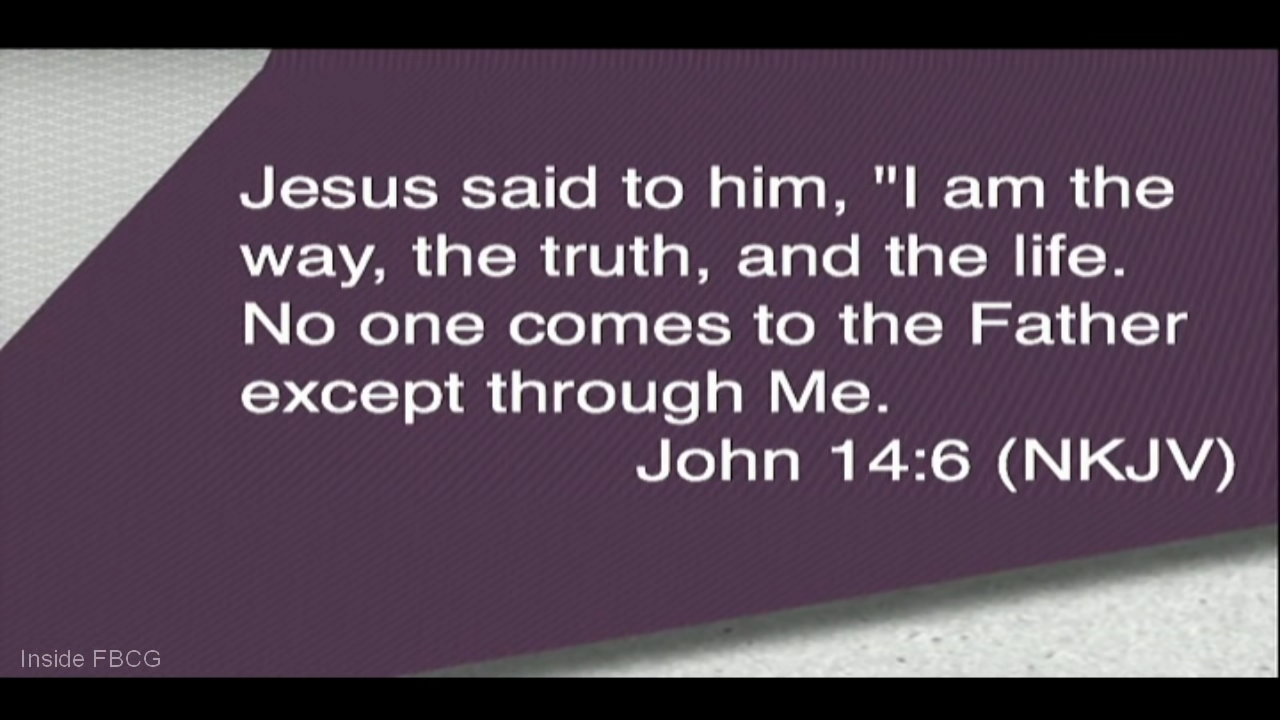 Jesus said to him, "I am the
way, the truth, and the life.
No one comes to the Father
except through Me.
John 14:6 (NKJV)
Inside FBCG